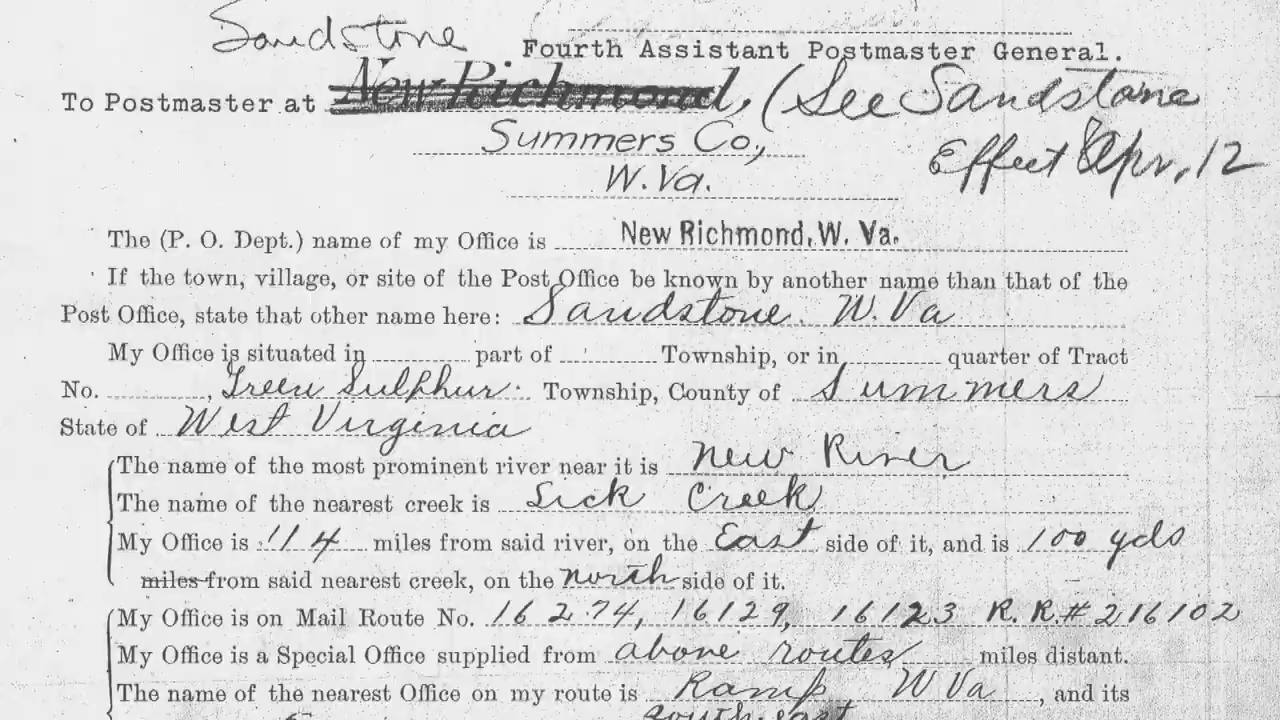 Sandstone
Fourth Assistant Postmaster General.
To Postmaster at New Richmond, (See Sandstone
Summers Co., Effect Apr. 12
W. Va.
The (P. O. Dept.) name of my Office is New Richmond, W. Va.
If the town, village, or site of the Post Office be known by another name than that of the
Post Office, state that other name here: Sandstone. W. Va
My Office is situated in part of Township, or in quarter of Tract
No. , Green Sulphur Township, County of Summers
State of West Virginia
The name of the most prominent river near it is New River
The name of the nearest creek is Lick Creek
My Office is 1/4 miles from said river, on the East side of it, and is 100 yds
miles from said nearest creek, on the north side of it.
My Office is on Mail Route No. 16274, 16129, 16123 R. R. # 216102
My Office is a Special Office supplied from above routes miles distant.
The name of the nearest Office on my route is Ramp, W Va , and its
south-east